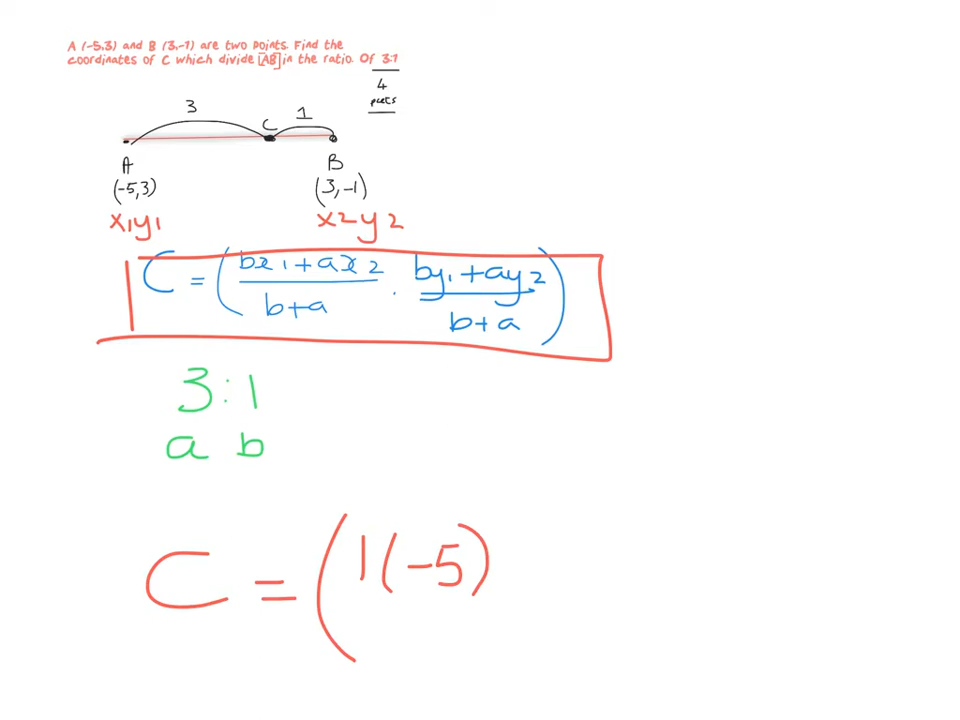 A (-5,3) and B (3,-1) are two points. Find the
coordinates of C which divide [AB] in the ratio. Of 3:1
4
parts
3
C
1
A
B
(-5,3)
(3,-1)
x1y1
x2y2
C = (bx1+ax2 / b+a . by1+ay2 / b+a)
3:1
a b
C = (1(-5)